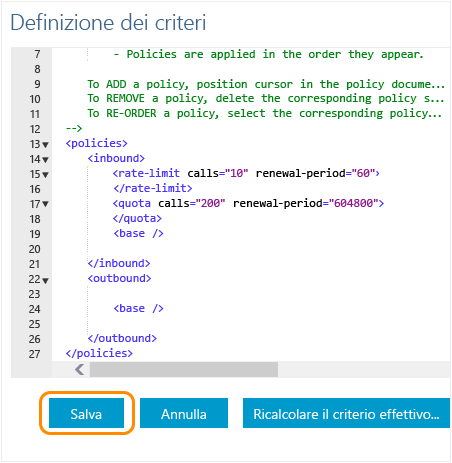 Definizione dei criteri
7 - Policies are applied in the order they appear.
8
9 To ADD a policy, position cursor in the policy docume...
10 To REMOVE a policy, delete the corresponding policy s...
11 To RE-ORDER a policy, select the corresponding policy...
12 -->
13 <policies>
14 <inbound>
15 <rate-limit calls="10" renewal-period="60">
16 </rate-limit>
17 <quota calls="200" renewal-period="604800">
18 </quota>
19 <base />
20
21 </inbound>
22 <outbound>
23
24 <base />
25
26 </outbound>
27 </policies>
Salva Annulla Ricalcolare il criterio effettivo...